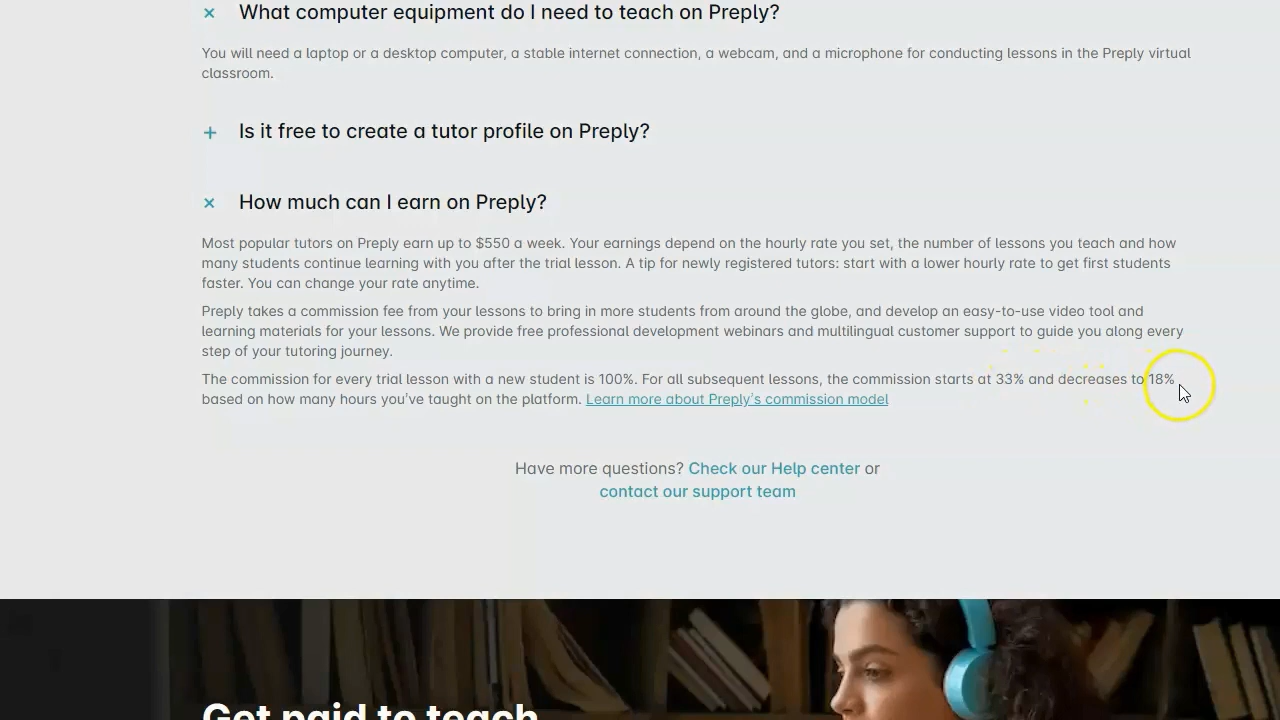 What computer equipment do I need to teach on Preply?
You will need a laptop or a desktop computer, a stable internet connection, a webcam, and a microphone for conducting lessons in the Preply virtual
classroom.
Is it free to create a tutor profile on Preply?
How much can I earn on Preply?
Most popular tutors on Preply earn up to $550 a week. Your earnings depend on the hourly rate you set, the number of lessons you teach and how
many students continue learning with you after the trial lesson. A tip for newly registered tutors: start with a lower hourly rate to get first students
faster. You can change your rate anytime.
Preply takes a commission fee from your lessons to bring in more students from around the globe, and develop an easy-to-use video tool and
learning materials for your lessons. We provide free professional development webinars and multilingual customer support to guide you along every
step of your tutoring journey.
The commission for every trial lesson with a new student is 100%. For all subsequent lessons, the commission starts at 33% and decreases to 18%
based on how many hours you've taught on the platform. Learn more about Preply's commission model
Have more questions? Check our Help center or
contact our support team
Get paid to teach